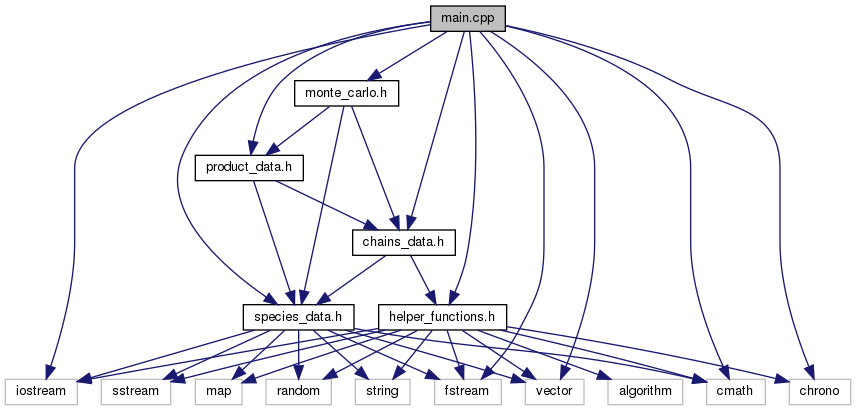 main.cpp
monte_carlo.h
product_data.h
chains_data.h
species_data.h
helper_functions.h
iostream
sstream
map
random
string
fstream
vector
algorithm
cmath
chrono